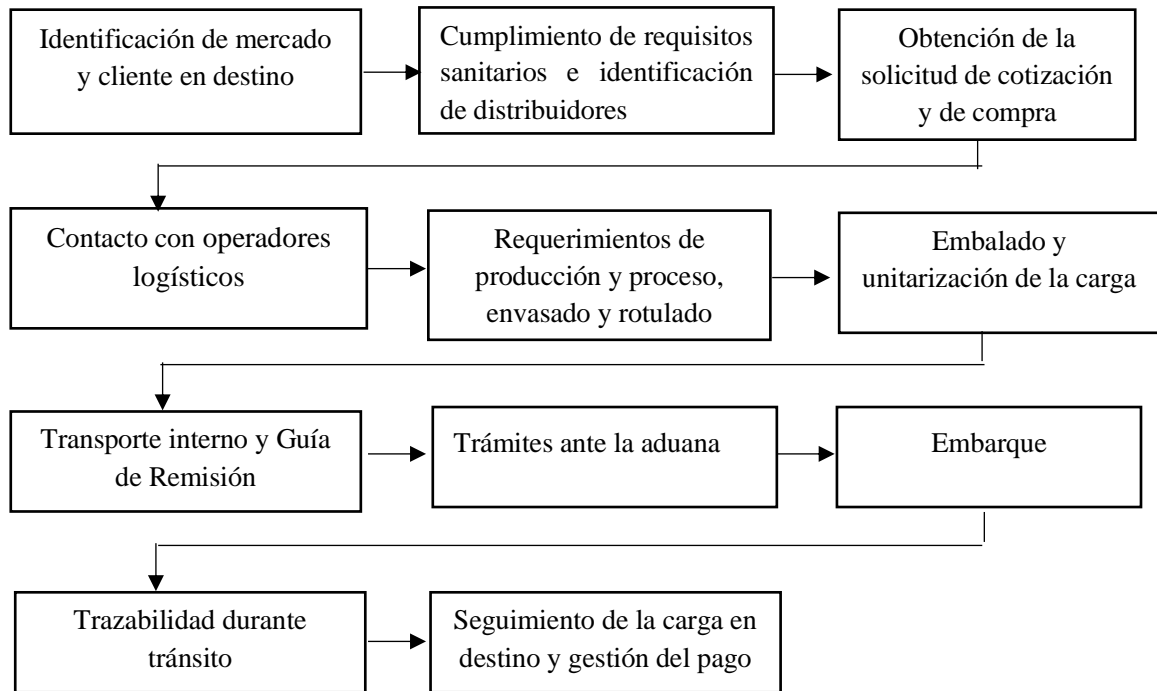 Identificación de mercado
y cliente en destino
Cumplimiento de requisitos
sanitarios e identificación
de distribuidores
Obtención de la
solicitud de cotización
y de compra
Contacto con operadores
logísticos
Requerimientos de
producción y proceso,
envasado y rotulado
Embalado y
unitarización de la carga
Transporte interno y Guía
de Remisión
Trámites ante la aduana
Embarque
Trazabilidad durante
tránsito
Seguimiento de la carga en
destino y gestión del pago